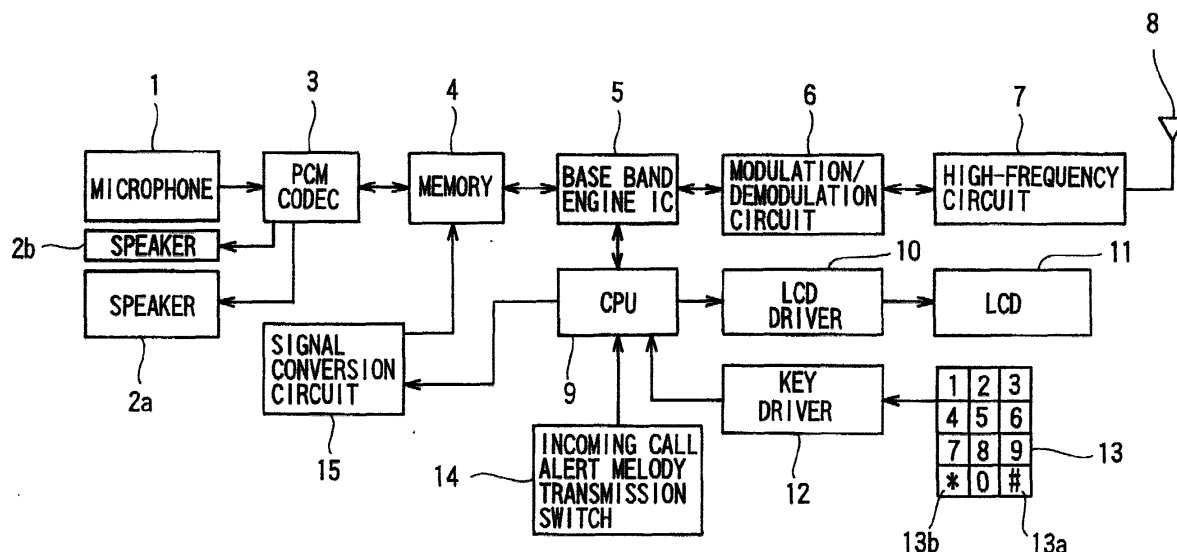 8
1
3
4
5
6
7
MICROPHONE
PCM
CODEC
MEMORY
BASE BAND
ENGINE IC
MODULATION/
DEMODULATION
CIRCUIT
HIGH-FREQUENCY
CIRCUIT
2b
SPEAKER
SPEAKER
2a
SIGNAL
CONVERSION
CIRCUIT
15
CPU
9
10
LCD
DRIVER
11
LCD
KEY
DRIVER
12
1 2 3
4 5 6
7 8 9
* 0 #
13
13b
13a
14
INCOMING CALL
ALERT MELODY
TRANSMISSION
SWITCH